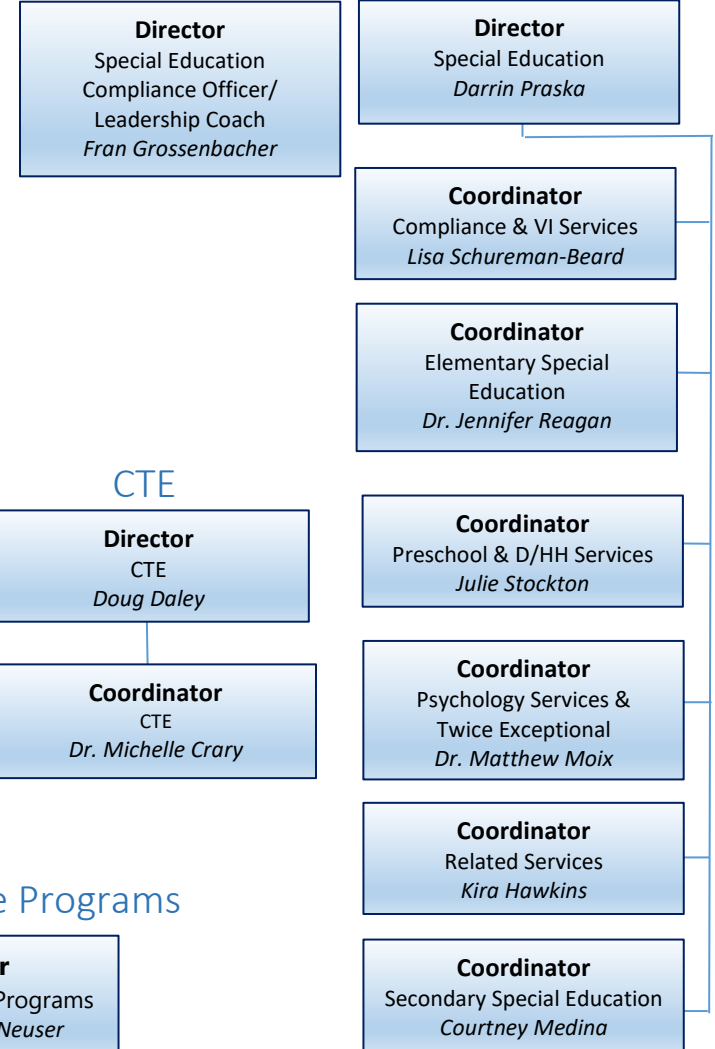 Director
Special Education
Compliance Officer/
Leadership Coach
Fran Grossenbacher
Director
Special Education
Darrin Praska
Coordinator
Compliance & VI Services
Lisa Schureman-Beard
Coordinator
Elementary Special
Education
Dr. Jennifer Reagan
CTE
Director
CTE
Doug Daley
Coordinator
CTE
Dr. Michelle Crary
Coordinator
Preschool & D/HH Services
Julie Stockton
Coordinator
Psychology Services &
Twice Exceptional
Dr. Matthew Moix
Coordinator
Related Services
Kira Hawkins
Programs
Programs
Neuser
Coordinator
Secondary Special Education
Courtney Medina